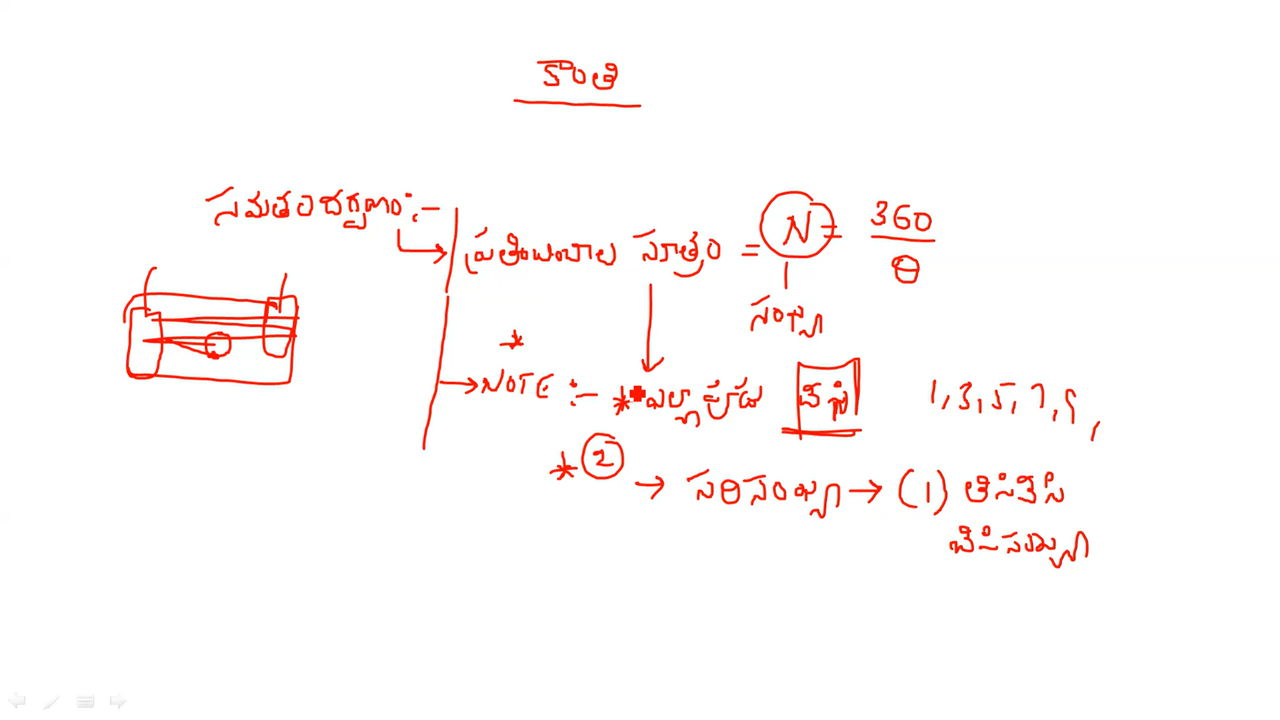 కాంతి
సమతలదర్పణం :-
ప్రతిబింబాల సూత్రం = N = 360 / θ
సంఖ్య
*
NOTE :- * ఎల్లప్పుడు బేసి 1, 3, 5, 7, 9,
* 2 → సరిసంఖ్య → (1) తీసివేసి
బేసిసంఖ్య